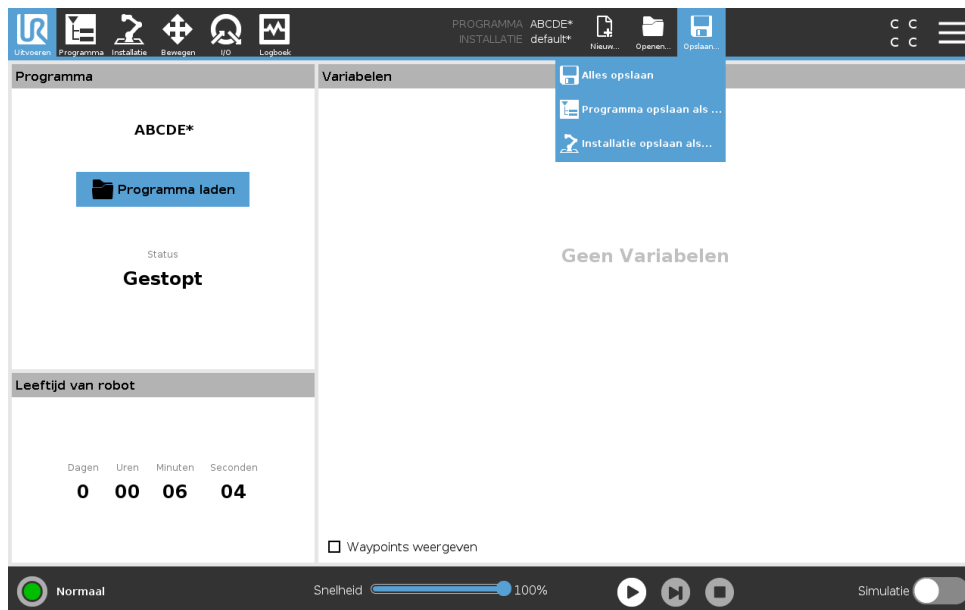 PROGRAMMA ABCDE*
INSTALLATIE default*
C C
C C
Uitvoeren Programma Installatie Bewegen I/O Logboek Nieuw... Openen... Opslaan...
Programma
Variabelen
Alles opslaan
Programma opslaan als ...
Installatie opslaan als...
ABCDE*
Programma laden
Status
Gestopt
Geen Variabelen
Leeftijd van robot
Dagen Uren Minuten Seconden
0 00 06 04
Waypoints weergeven
Normaal
Snelheid 100%
Simulatie